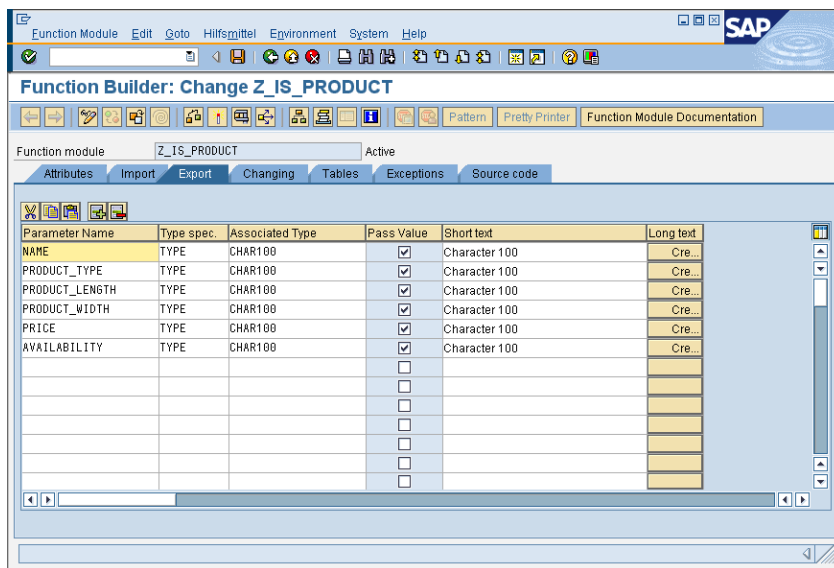 Function Module Edit Goto Hilfsmittel Environment System Help
SAP
Function Builder: Change Z_IS_PRODUCT
Pattern Pretty Printer Function Module Documentation
Function module Z_IS_PRODUCT Active
Attributes Import Export Changing Tables Exceptions Source code
Parameter Name Type spec. Associated Type Pass Value Short text Long text
NAME TYPE CHAR100 Character 100 Cre...
PRODUCT_TYPE TYPE CHAR100 Character 100 Cre...
PRODUCT_LENGTH TYPE CHAR100 Character 100 Cre...
PRODUCT_WIDTH TYPE CHAR100 Character 100 Cre...
PRICE TYPE CHAR100 Character 100 Cre...
AVAILABILITY TYPE CHAR100 Character 100 Cre...